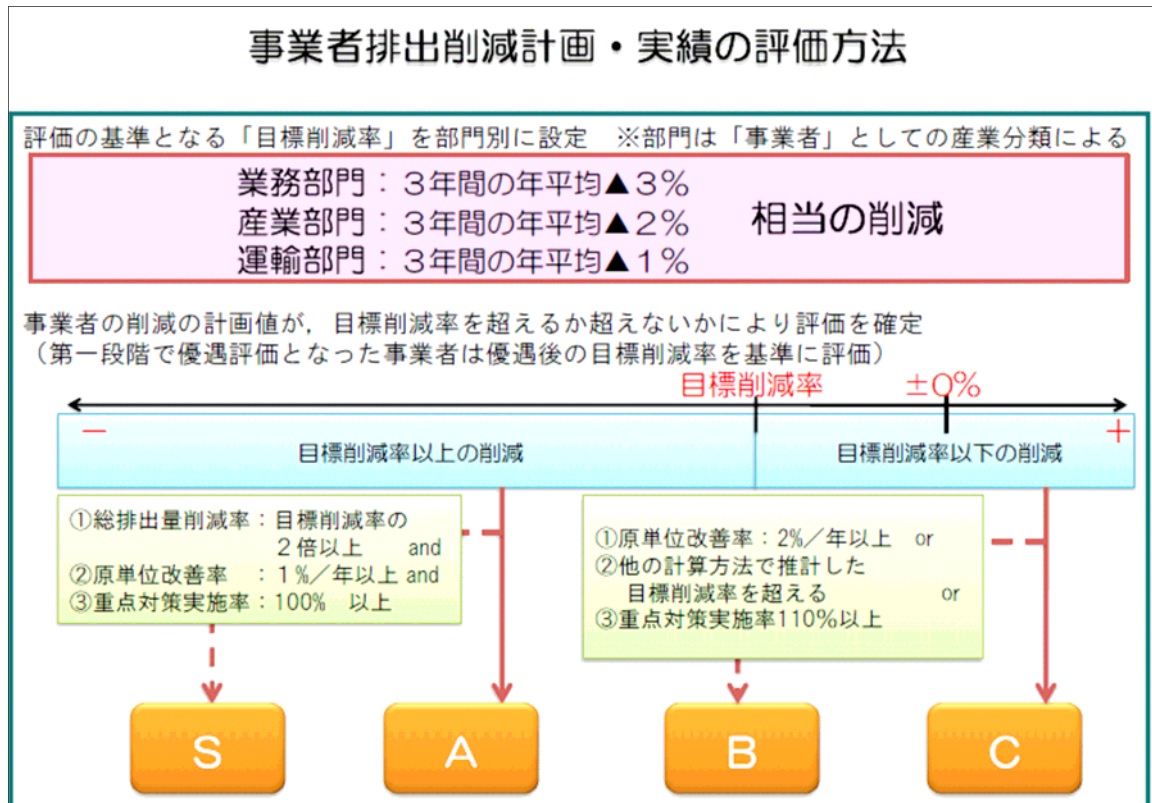 事業者排出削減計画・実績の評価方法
評価の基準となる「目標削減率」を部門別に設定　※部門は「事業者」としての産業分類による
業務部門：３年間の年平均▲３％
産業部門：３年間の年平均▲２％
運輸部門：３年間の年平均▲１％
相当の削減
事業者の削減の計画値が，目標削減率を超えるか超えないかにより評価を確定
（第一段階で優遇評価となった事業者は優遇後の目標削減率を基準に評価）
目標削減率　±0％
－　＋
目標削減率以上の削減　目標削減率以下の削減
①総排出量削減率：目標削減率の
２倍以上　and
②原単位改善率　：１％／年以上 and
③重点対策実施率：100％　以上
①原単位改善率：2％／年以上　or
②他の計算方法で推計した
目標削減率を超える　or
③重点対策実施率110％以上
S　A　B　C